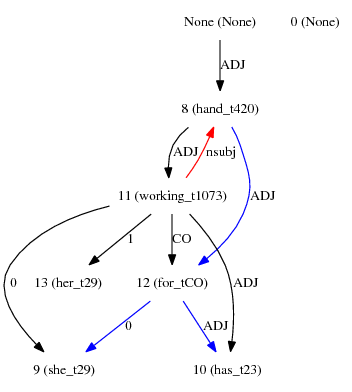 None (None) 0 (None)
ADJ
8 (hand_t420)
ADJ nsubj
11 (working_t1073) ADJ
1 CO
0 13 (her_t29) 12 (for_tCO) ADJ
0 ADJ
9 (she_t29) 10 (has_t23)